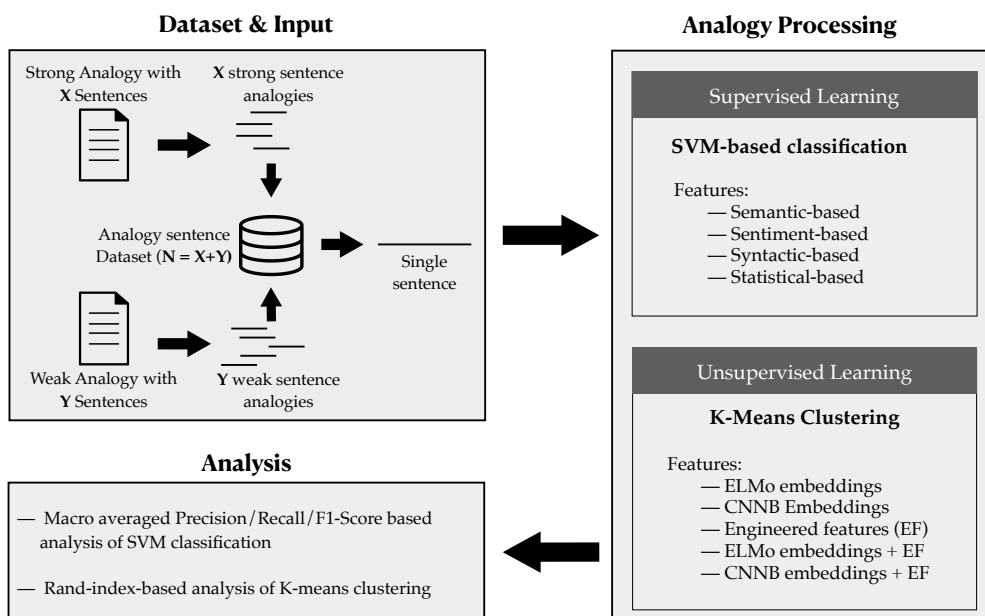 Dataset & Input
Strong Analogy with
X Sentences
X strong sentence
analogies
Analogy sentence
Dataset (N = X+Y)
Single
sentence
Weak Analogy with
Y Sentences
Y weak sentence
analogies
Analogy Processing
Supervised Learning
SVM-based classification
Features:
— Semantic-based
— Sentiment-based
— Syntactic-based
— Statistical-based
Unsupervised Learning
K-Means Clustering
Features:
— ELMo embeddings
— CNNB Embeddings
— Engineered features (EF)
— ELMo embeddings + EF
— CNNB embeddings + EF
Analysis
— Macro averaged Precision/Recall/F1-Score based
analysis of SVM classification
— Rand-index-based analysis of K-means clustering